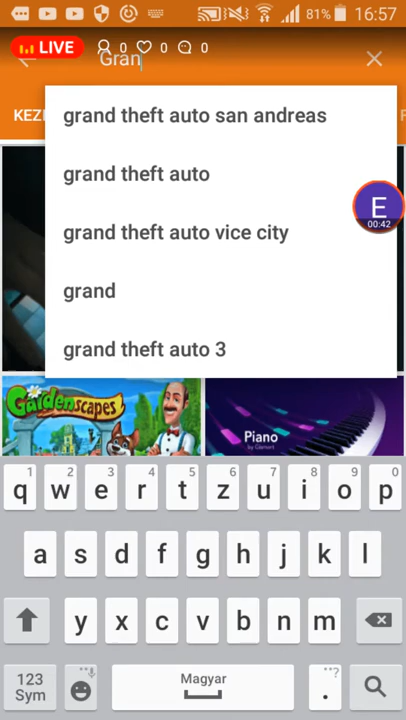 81% 16:57
LIVE 0 0 0
Gran
KEZ
grand theft auto san andreas
grand theft auto
E
00:42
grand theft auto vice city
grand
grand theft auto 3
Gardenscapes
Piano
by Gismart
1 2 3 4 5 6 7 8 9 0
q w e r t z u i o p
a s d f g h j k l
y x c v b n m
123
Sym
Magyar
. ?